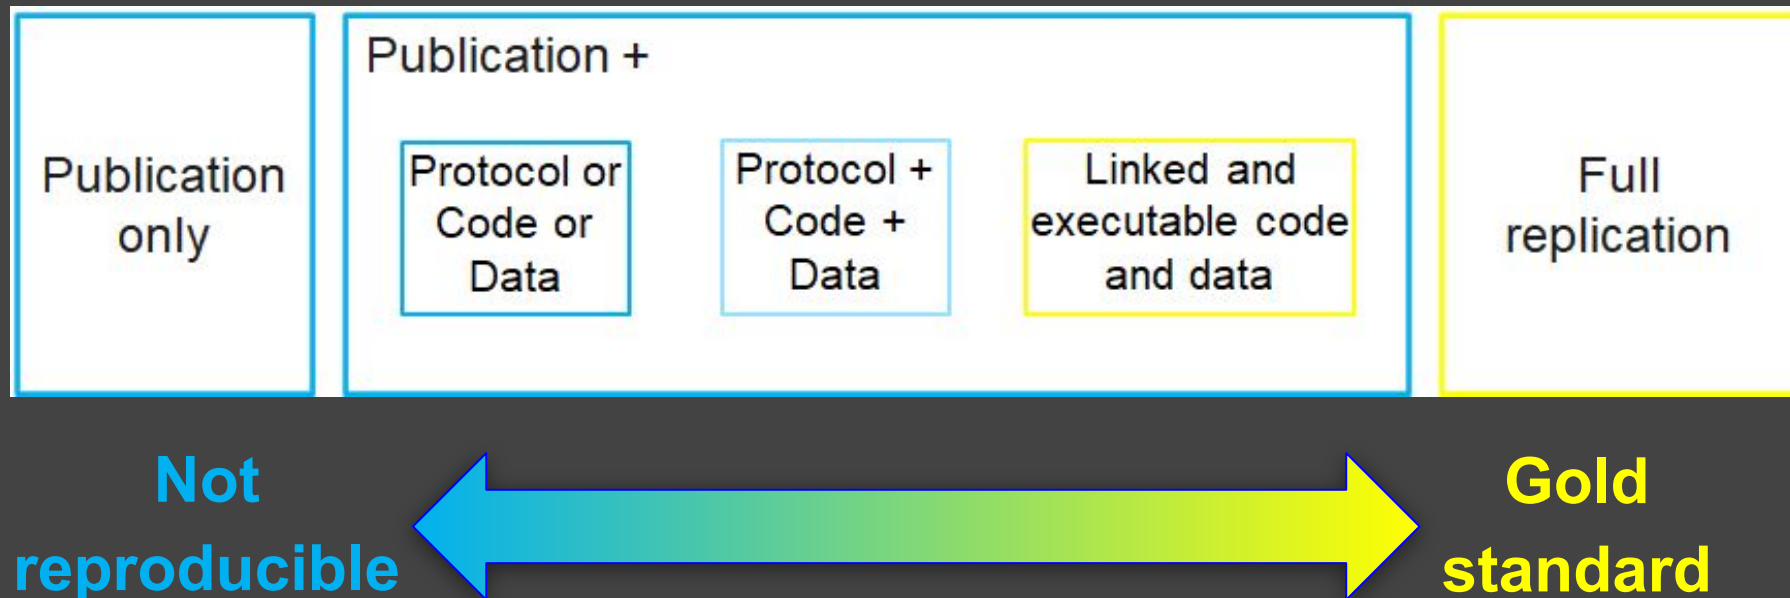 Publication
only
Publication +
Protocol or
Code or
Data
Protocol +
Code +
Data
Linked and
executable code
and data
Full
replication
Not
reproducible
Gold
standard